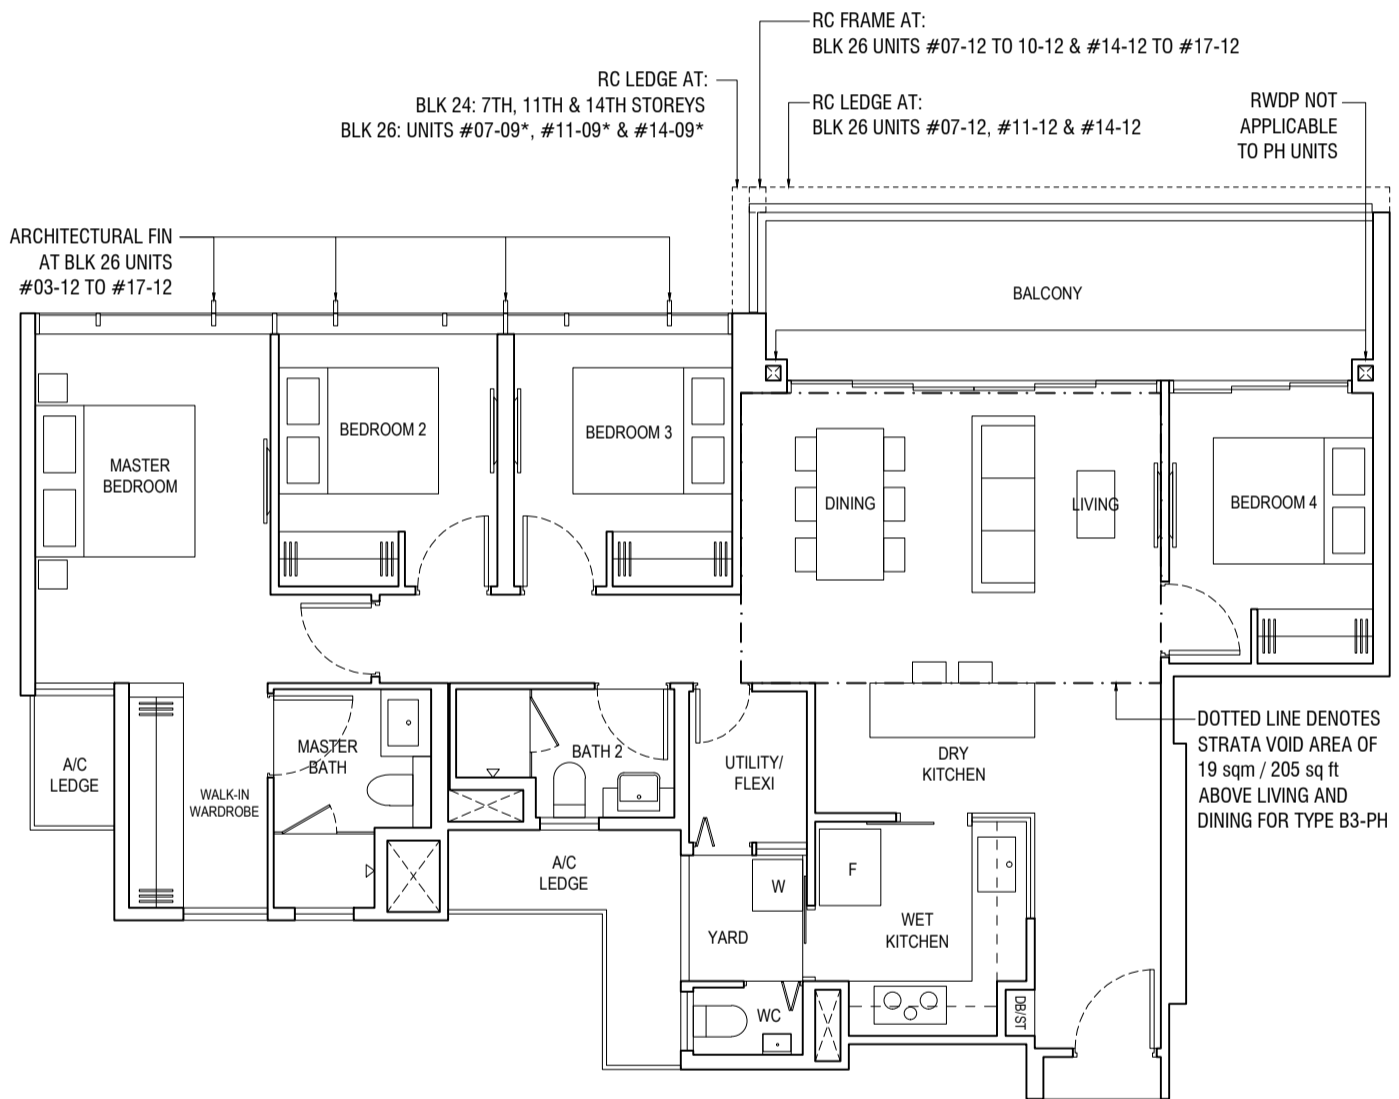 RC FRAME AT:
BLK 26 UNITS #07-12 TO 10-12 & #14-12 TO #17-12
RC LEDGE AT:
BLK 24: 7TH, 11TH & 14TH STOREYS
BLK 26: UNITS #07-09*, #11-09* & #14-09*
RC LEDGE AT:
BLK 26 UNITS #07-12, #11-12 & #14-12
RWDP NOT
APPLICABLE
TO PH UNITS
ARCHITECTURAL FIN
AT BLK 26 UNITS
#03-12 TO #17-12
BALCONY
MASTER
BEDROOM
BEDROOM 2
BEDROOM 3
DINING
LIVING
BEDROOM 4
A/C
LEDGE
WALK-IN
WARDROBE
MASTER
BATH
BATH 2
UTILITY/
FLEXI
DRY
KITCHEN
DOTTED LINE DENOTES
STRATA VOID AREA OF
19 sqm / 205 sq ft
ABOVE LIVING AND
DINING FOR TYPE B3-PH
A/C
LEDGE
W
F
YARD
WET
KITCHEN
WC
DB/ST